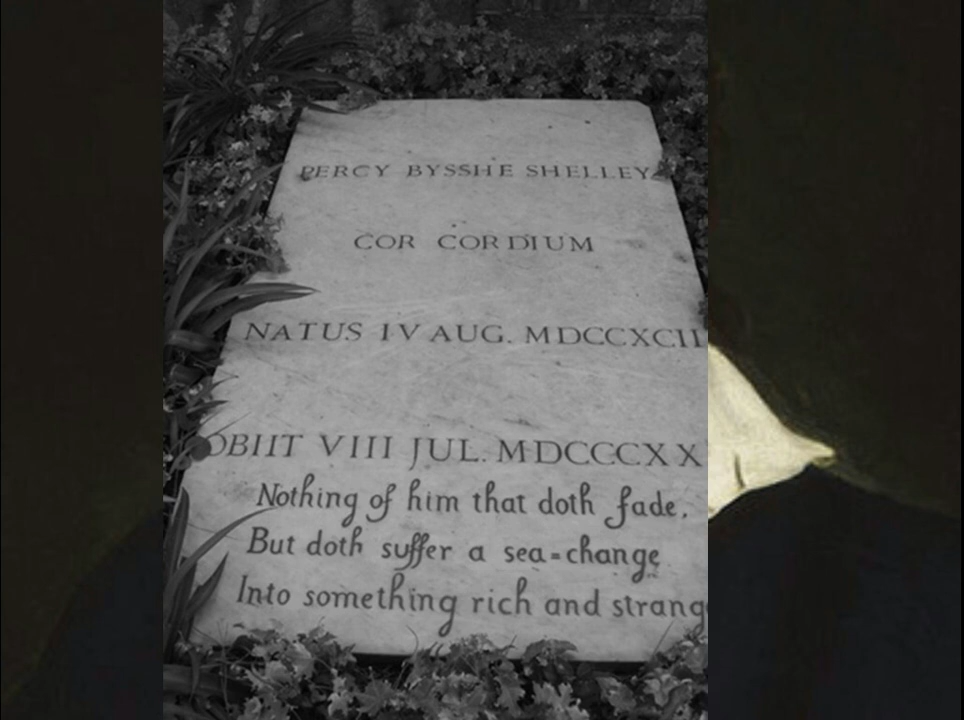 PERCY BYSSHE SHELLEY
COR CORDIUM
NATUS IV AUG. MDCCXCII
OBIIT VIII JUL. MDCCCXX
Nothing of him that doth fade,
But doth suffer a sea=change
Into something rich and strang